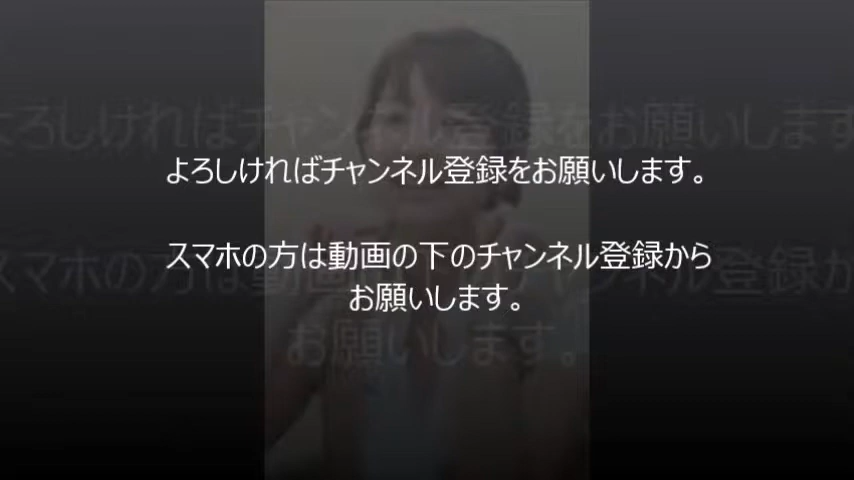 よろしければチャンネル登録をお願いします。
スマホの方は動画の下のチャンネル登録から
お願いします。